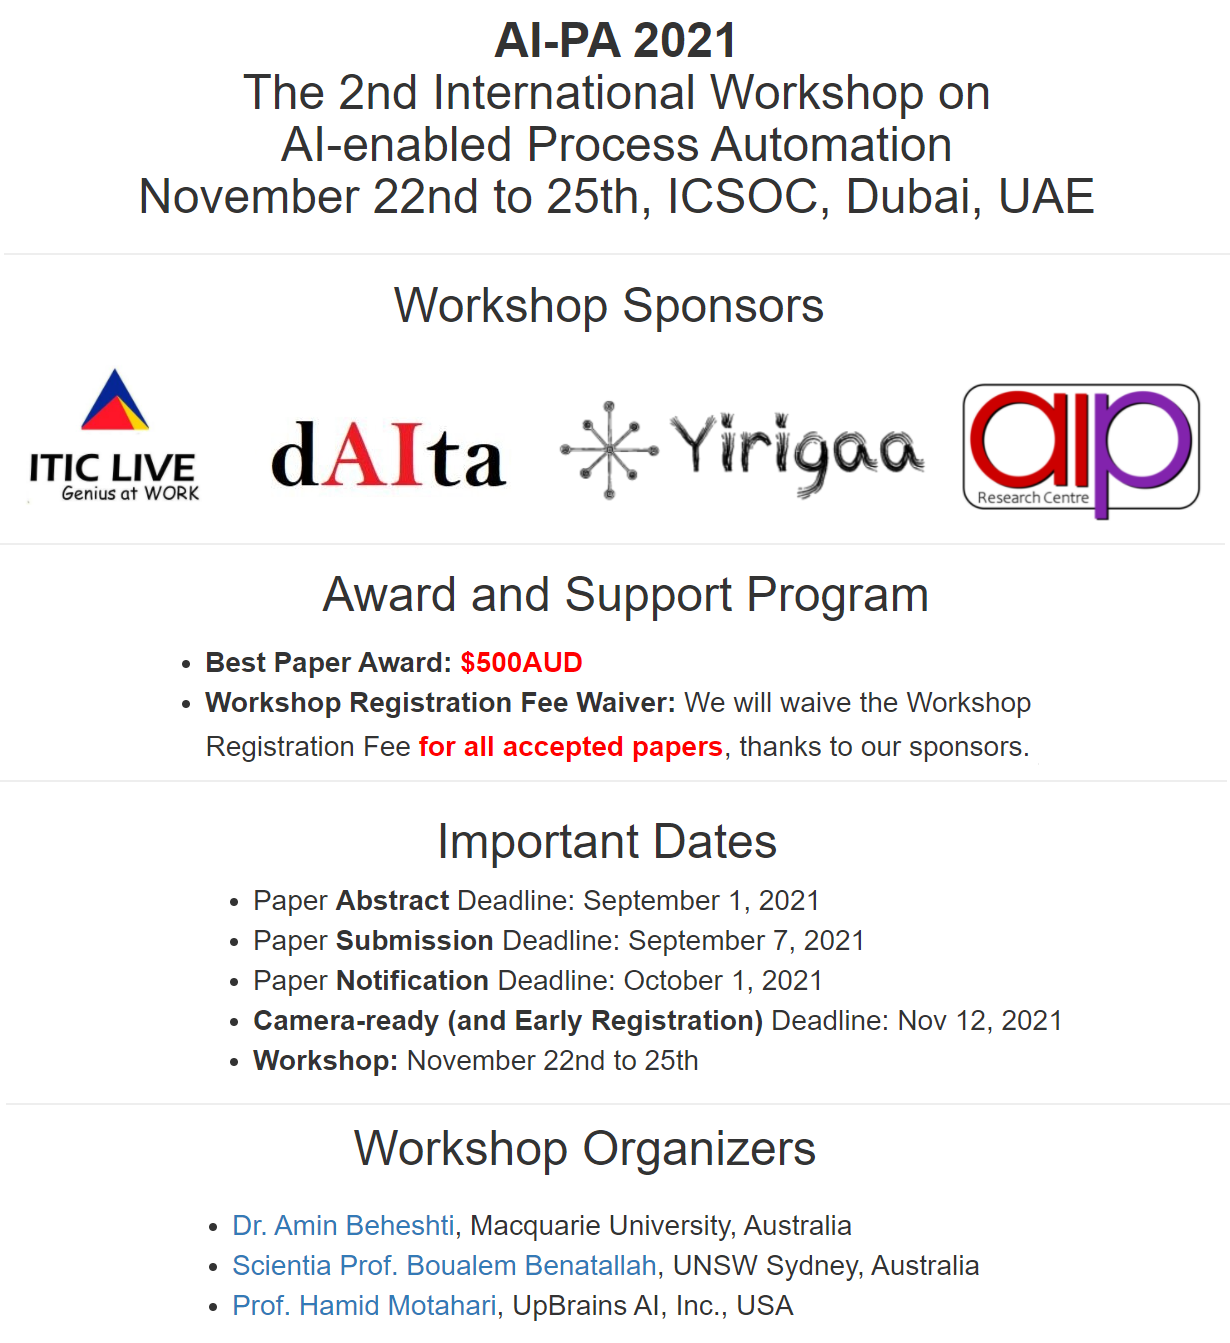 AI-PA 2021
The 2nd International Workshop on
AI-enabled Process Automation
November 22nd to 25th, ICSOC, Dubai, UAE
Workshop Sponsors
ITIC LIVE
Genius at WORK
dAIta
Yirigaa
aip
Research Centre
Award and Support Program
• Best Paper Award: $500AUD
• Workshop Registration Fee Waiver: We will waive the Workshop
Registration Fee for all accepted papers, thanks to our sponsors.
Important Dates
• Paper Abstract Deadline: September 1, 2021
• Paper Submission Deadline: September 7, 2021
• Paper Notification Deadline: October 1, 2021
• Camera-ready (and Early Registration) Deadline: Nov 12, 2021
• Workshop: November 22nd to 25th
Workshop Organizers
• Dr. Amin Beheshti, Macquarie University, Australia
• Scientia Prof. Boualem Benatallah, UNSW Sydney, Australia
• Prof. Hamid Motahari, UpBrains AI, Inc., USA